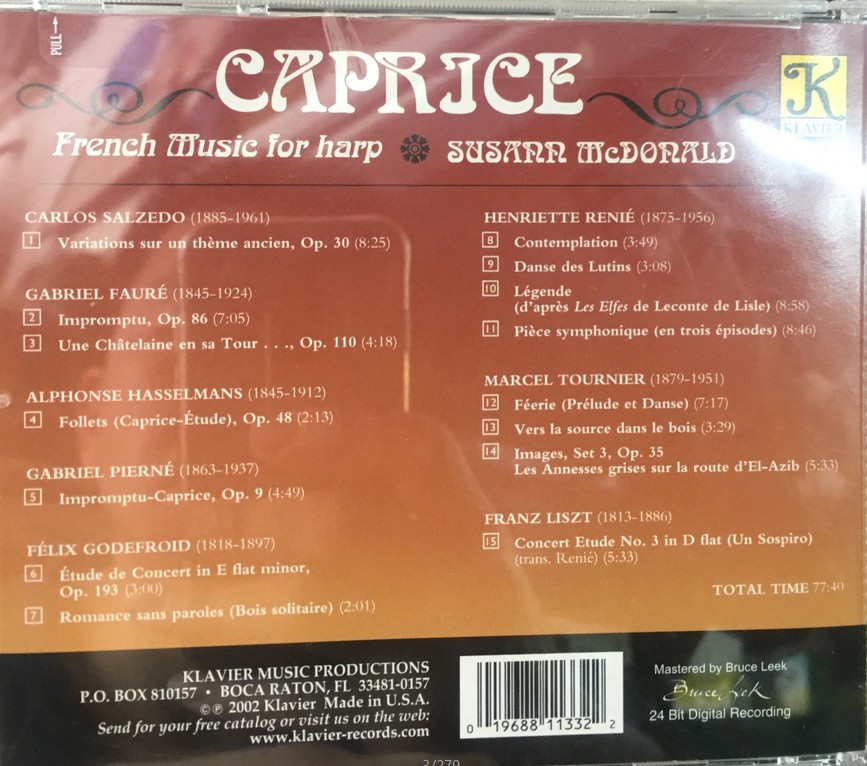 PULL→
CAPRICE
French Music for harp SUSANN McDONALD
K
KLAVIER
CARLOS SALZEDO (1885-1961)
1 Variations sur un thème ancien, Op. 30 (8:25)
GABRIEL FAURÉ (1845-1924)
2 Impromptu, Op. 86 (7:05)
3 Une Châtelaine en sa Tour . . ., Op. 110 (4:18)
ALPHONSE HASSELMANS (1845-1912)
4 Follets (Caprice-Étude), Op. 48 (2:13)
GABRIEL PIERNÉ (1863-1937)
5 Impromptu-Caprice, Op. 9 (4:49)
FÉLIX GODEFROID (1818-1897)
6 Étude de Concert in E flat minor,
Op. 193 (3:00)
7 Romance sans paroles (Bois solitaire) (2:01)
HENRIETTE RENIÉ (1875-1956)
8 Contemplation (3:49)
9 Danse des Lutins (3:08)
10 Légende
(d'après Les Elfes de Leconte de Lisle) (8:58)
11 Pièce symphonique (en trois épisodes) (8:46)
MARCEL TOURNIER (1879-1951)
12 Féerie (Prélude et Danse) (7:17)
13 Vers la source dans le bois (3:29)
14 Images, Set 3, Op. 35
Les Annesses grises sur la route d'El-Azib (5:33)
FRANZ LISZT (1813-1886)
15 Concert Etude No. 3 in D flat (Un Sospiro)
(trans. Renié) (5:33)
TOTAL TIME 77:40
KLAVIER MUSIC PRODUCTIONS
P.O. BOX 810157 • BOCA RATON, FL 33481-0157
©℗ 2002 Klavier Made in U.S.A.
Send for your free catalog or visit us on the web:
www.klavier-records.com
0 19688 11332 2
Mastered by Bruce Leek
Bruce Leek
24 Bit Digital Recording
3/279